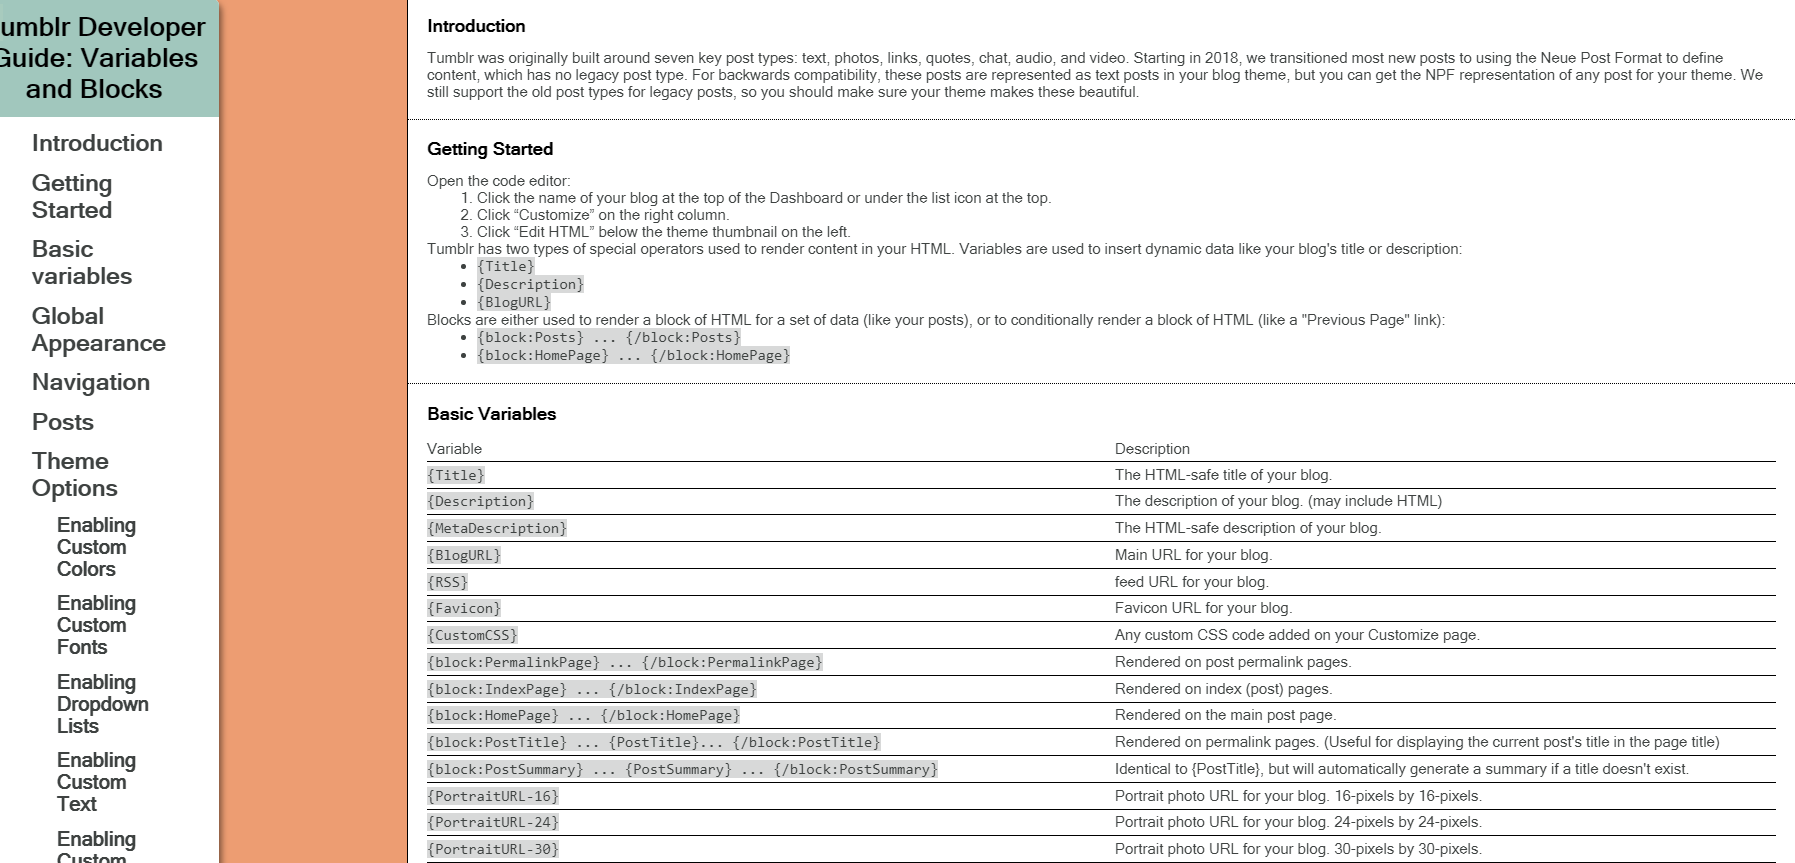 umblr Developer
Guide: Variables
and Blocks
Introduction
Getting
Started
Basic
variables
Global
Appearance
Navigation
Posts
Theme
Options
Enabling
Custom
Colors
Enabling
Custom
Fonts
Enabling
Dropdown
Lists
Enabling
Custom
Text
Enabling
Custom
Introduction
Tumblr was originally built around seven key post types: text, photos, links, quotes, chat, audio, and video. Starting in 2018, we transitioned most new posts to using the Neue Post Format to define
content, which has no legacy post type. For backwards compatibility, these posts are represented as text posts in your blog theme, but you can get the NPF representation of any post for your theme. We
still support the old post types for legacy posts, so you should make sure your theme makes these beautiful.
Getting Started
Open the code editor:
1. Click the name of your blog at the top of the Dashboard or under the list icon at the top.
2. Click “Customize” on the right column.
3. Click “Edit HTML” below the theme thumbnail on the left.
Tumblr has two types of special operators used to render content in your HTML. Variables are used to insert dynamic data like your blog's title or description:
• {Title}
• {Description}
• {BlogURL}
Blocks are either used to render a block of HTML for a set of data (like your posts), or to conditionally render a block of HTML (like a "Previous Page" link):
• {block:Posts} ... {/block:Posts}
• {block:HomePage} ... {/block:HomePage}
Basic Variables
Variable Description
{Title} The HTML-safe title of your blog.
{Description} The description of your blog. (may include HTML)
{MetaDescription} The HTML-safe description of your blog.
{BlogURL} Main URL for your blog.
{RSS} feed URL for your blog.
{Favicon} Favicon URL for your blog.
{CustomCSS} Any custom CSS code added on your Customize page.
{block:PermalinkPage} ... {/block:PermalinkPage} Rendered on post permalink pages.
{block:IndexPage} ... {/block:IndexPage} Rendered on index (post) pages.
{block:HomePage} ... {/block:HomePage} Rendered on the main post page.
{block:PostTitle} ... {PostTitle}... {/block:PostTitle} Rendered on permalink pages. (Useful for displaying the current post's title in the page title)
{block:PostSummary} ... {PostSummary} ... {/block:PostSummary} Identical to {PostTitle}, but will automatically generate a summary if a title doesn't exist.
{PortraitURL-16} Portrait photo URL for your blog. 16-pixels by 16-pixels.
{PortraitURL-24} Portrait photo URL for your blog. 24-pixels by 24-pixels.
{PortraitURL-30} Portrait photo URL for your blog. 30-pixels by 30-pixels.